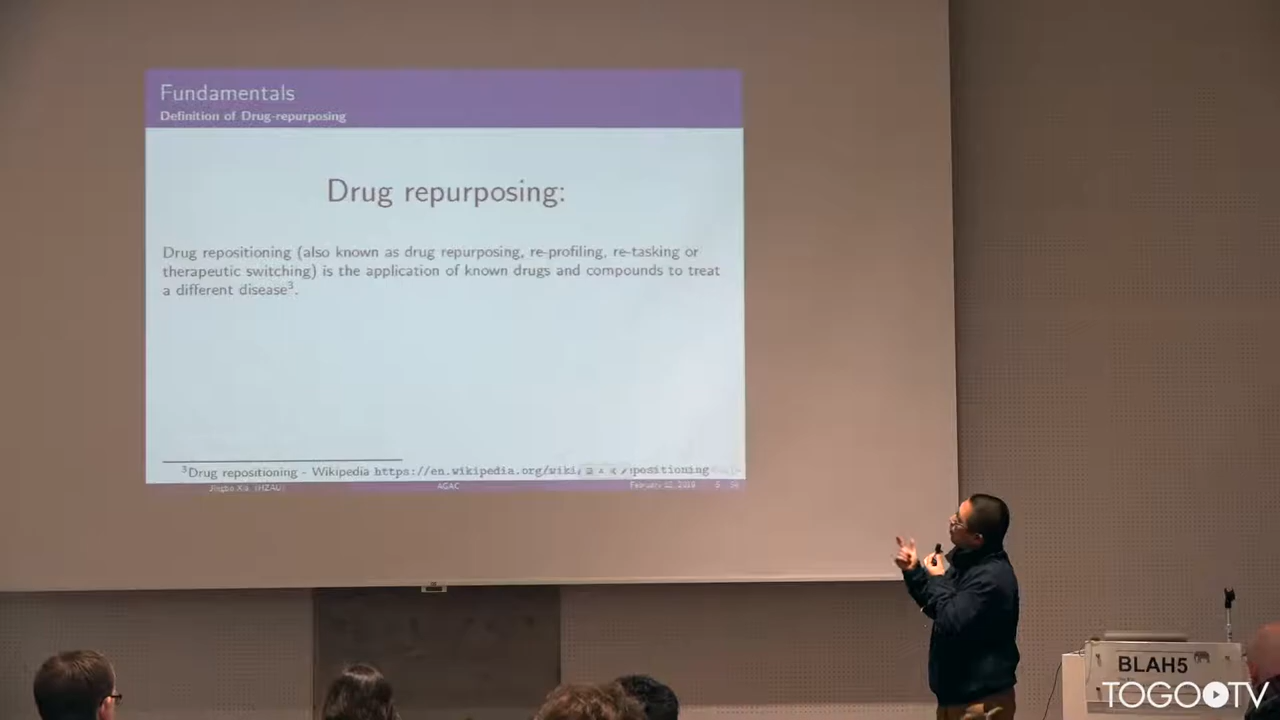 Fundamentals
Definition of Drug-repurposing
Drug repurposing:
Drug repositioning (also known as drug repurposing, re-profiling, re-tasking or
therapeutic switching) is the application of known drugs and compounds to treat
a different disease³.
³Drug repositioning - Wikipedia https://en.wikipedia.org/wiki
AGAC
BLAH5
TOGOTV